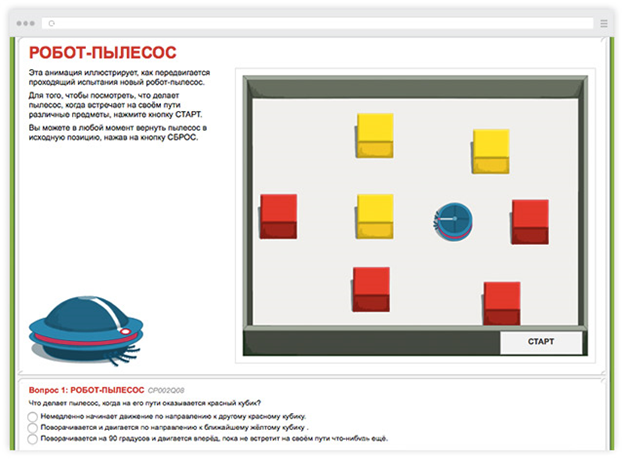 РОБОТ-ПЫЛЕСОС
Эта анимация иллюстрирует, как передвигается
проходящий испытания новый робот-пылесос.
Для того, чтобы посмотреть, что делает
пылесос, когда встречает на своём пути
различные предметы, нажмите кнопку СТАРТ.
Вы можете в любой момент вернуть пылесос в
исходную позицию, нажав на кнопку СБРОС.
СТАРТ
Вопрос 1: РОБОТ-ПЫЛЕСОС CP002Q08
Что делает пылесос, когда на его пути оказывается красный кубик?
Немедленно начинает движение по направлению к другому красному кубику.
Поворачивается и двигается по направлению к ближайшему жёлтому кубику .
Поворачивается на 90 градусов и двигается вперёд, пока не встретит на своём пути что-нибудь ещё.